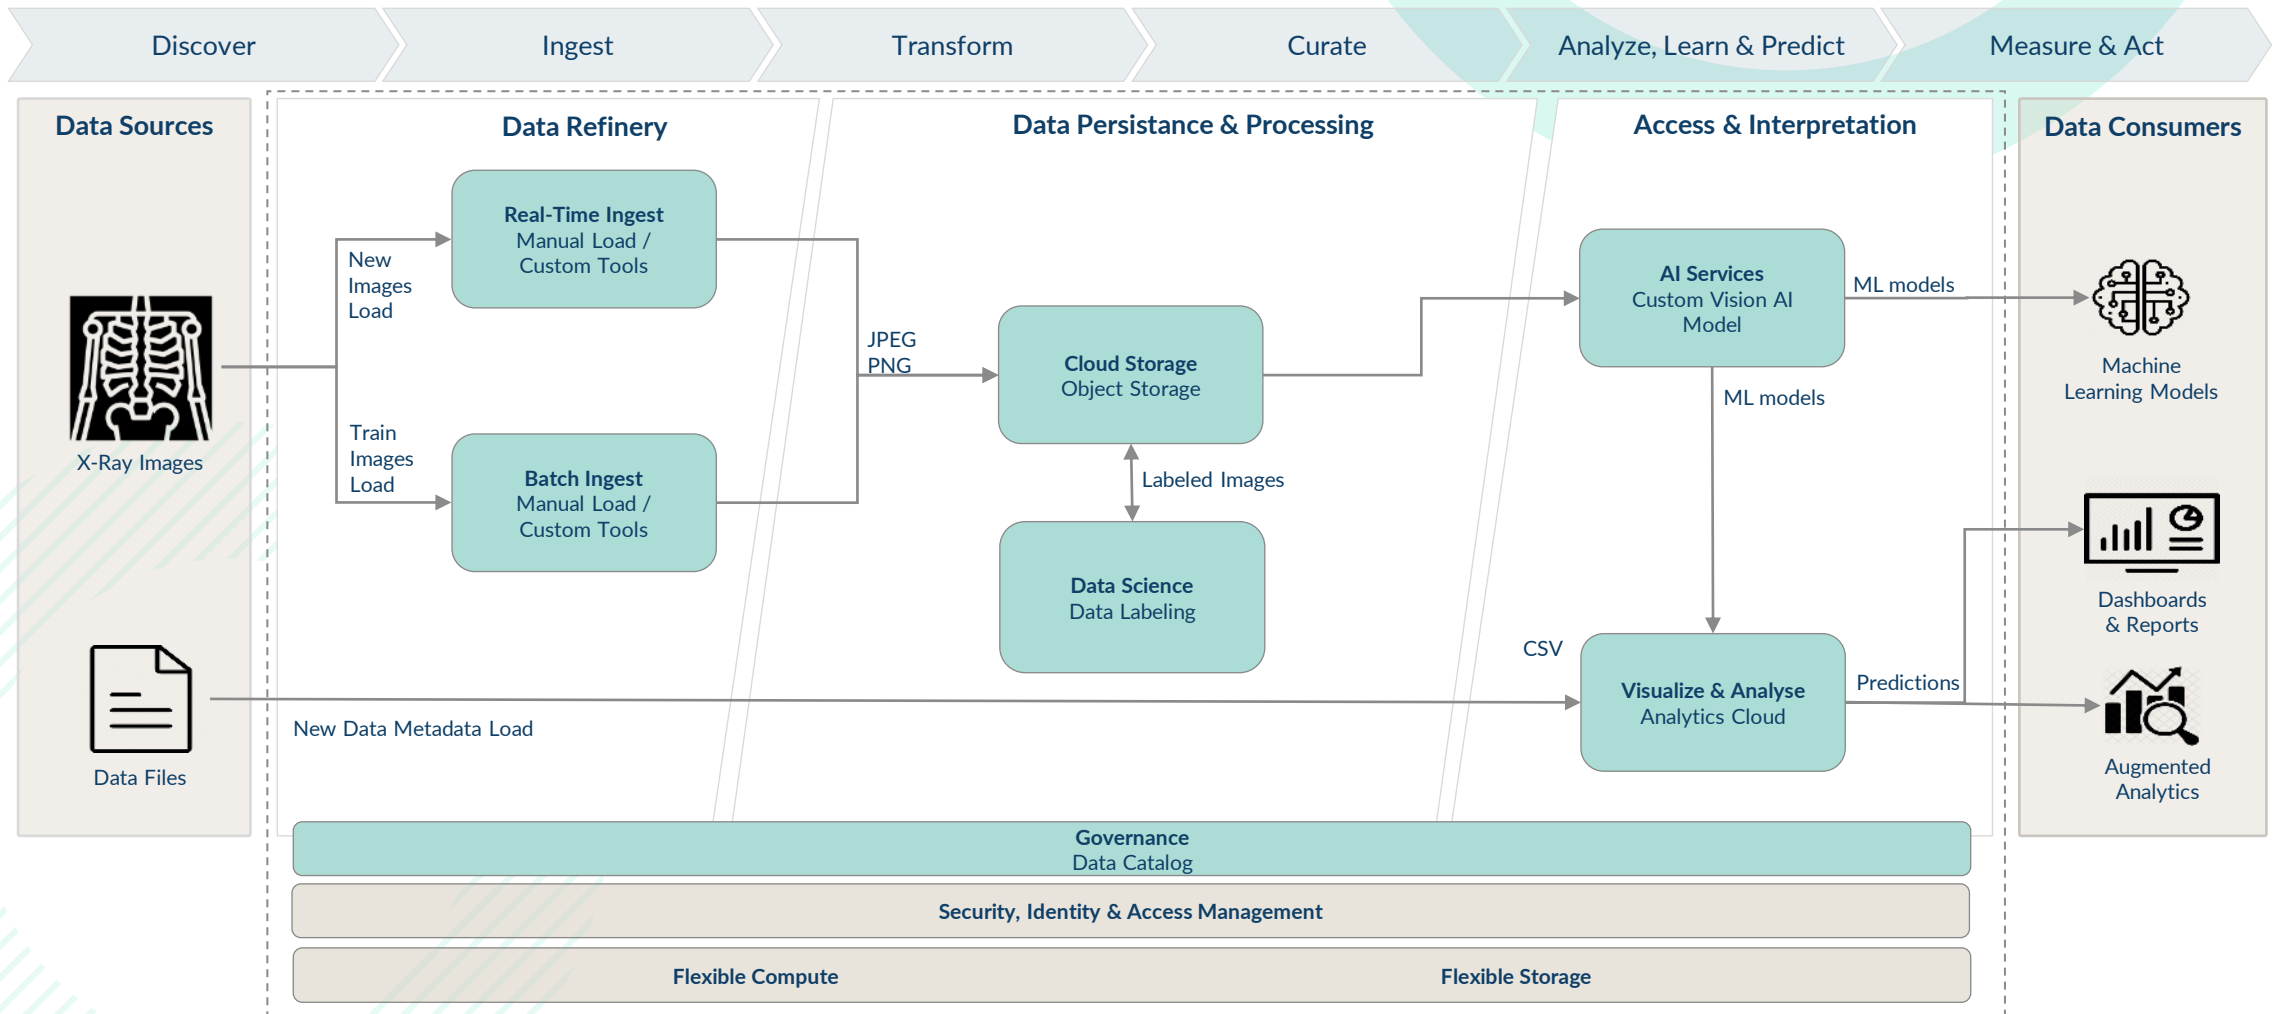 Discover
Ingest
Transform
Curate
Analyze, Learn & Predict
Measure & Act
Data Sources
X-Ray Images
Data Files
Data Refinery
New
Images
Load
Train
Images
Load
Real-Time Ingest
Manual Load /
Custom Tools
Batch Ingest
Manual Load /
Custom Tools
New Data Metadata Load
Data Persistance & Processing
JPEG
PNG
Cloud Storage
Object Storage
Labeled Images
Data Science
Data Labeling
CSV
Access & Interpretation
AI Services
Custom Vision AI
Model
ML models
ML models
Visualize & Analyse
Analytics Cloud
Predictions
Data Consumers
Machine
Learning Models
Dashboards
& Reports
Augmented
Analytics
Governance
Data Catalog
Security, Identity & Access Management
Flexible Compute
Flexible Storage